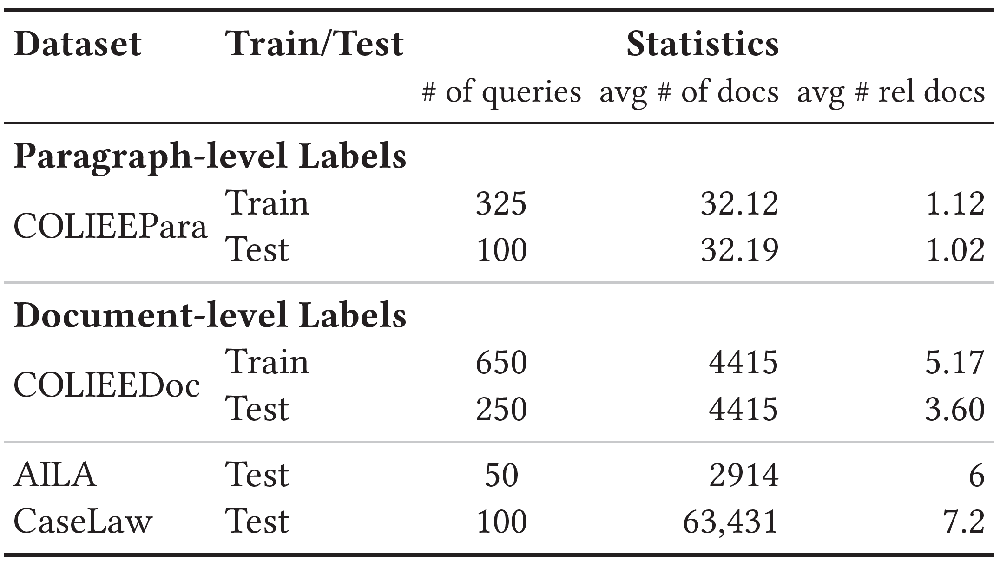 Dataset Train/Test Statistics
# of queries avg # of docs avg # rel docs
Paragraph-level Labels
COLIEEPara Train 325 32.12 1.12
Test 100 32.19 1.02
Document-level Labels
COLIEEDoc Train 650 4415 5.17
Test 250 4415 3.60
AILA Test 50 2914 6
CaseLaw Test 100 63,431 7.2